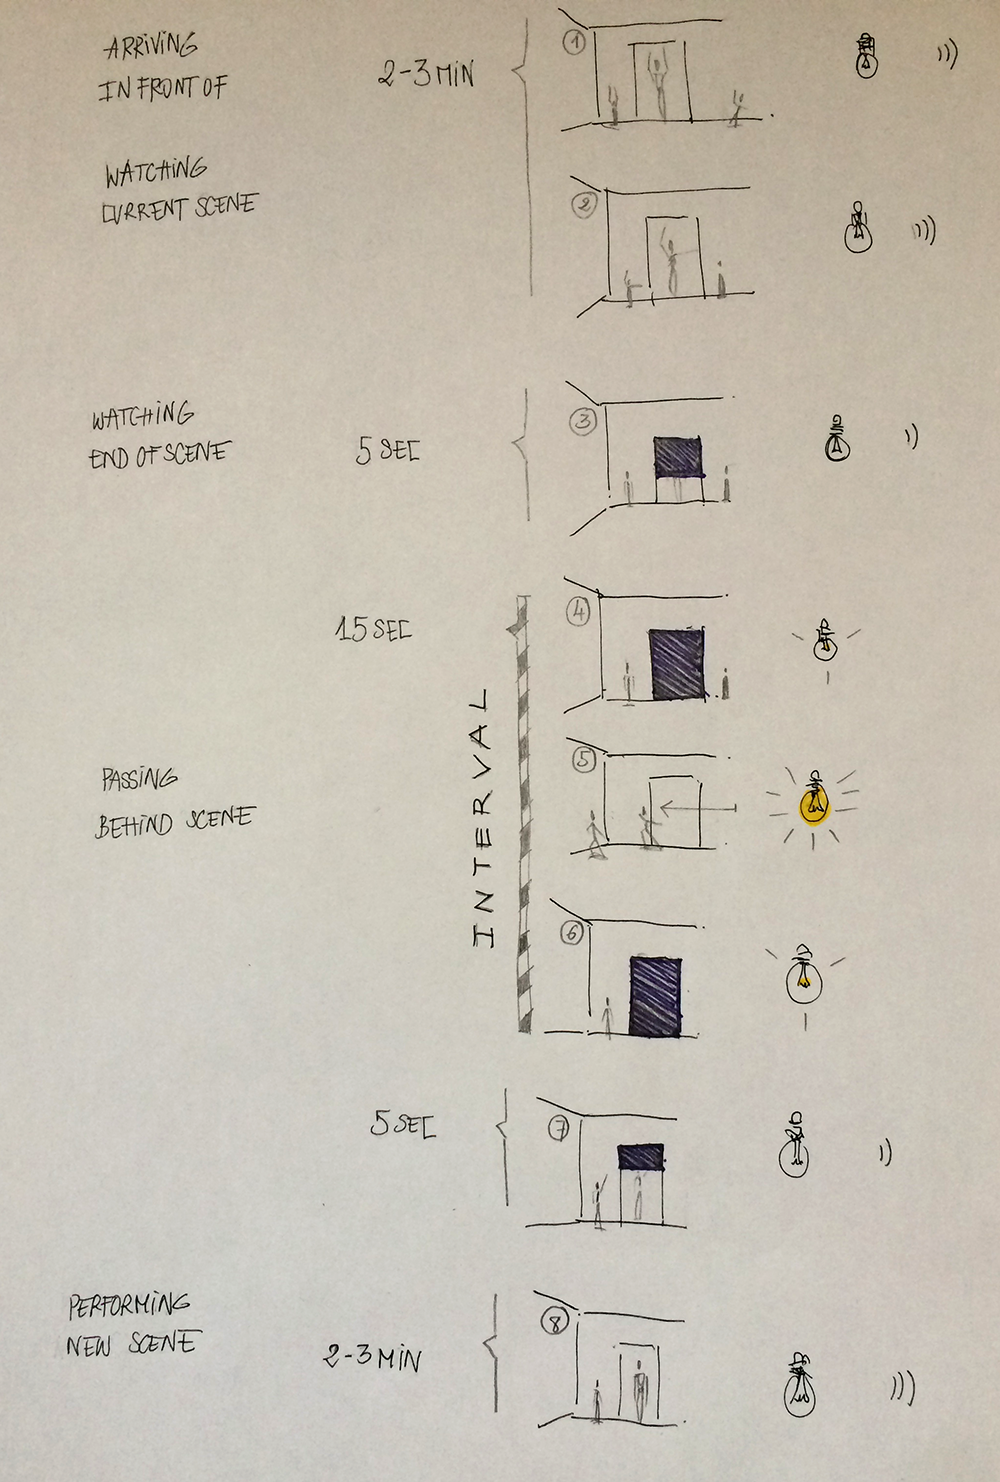 ARRIVING
IN FRONT OF
2-3 MIN
1
WATCHING
CURRENT SCENE
2
WATCHING
END OF SCENE
5 SEC
3
15 SEC
4
INTERVAL
PASSING
BEHIND SCENE
5
6
5 SEC
7
PERFORMING
NEW SCENE
2-3 MIN
8